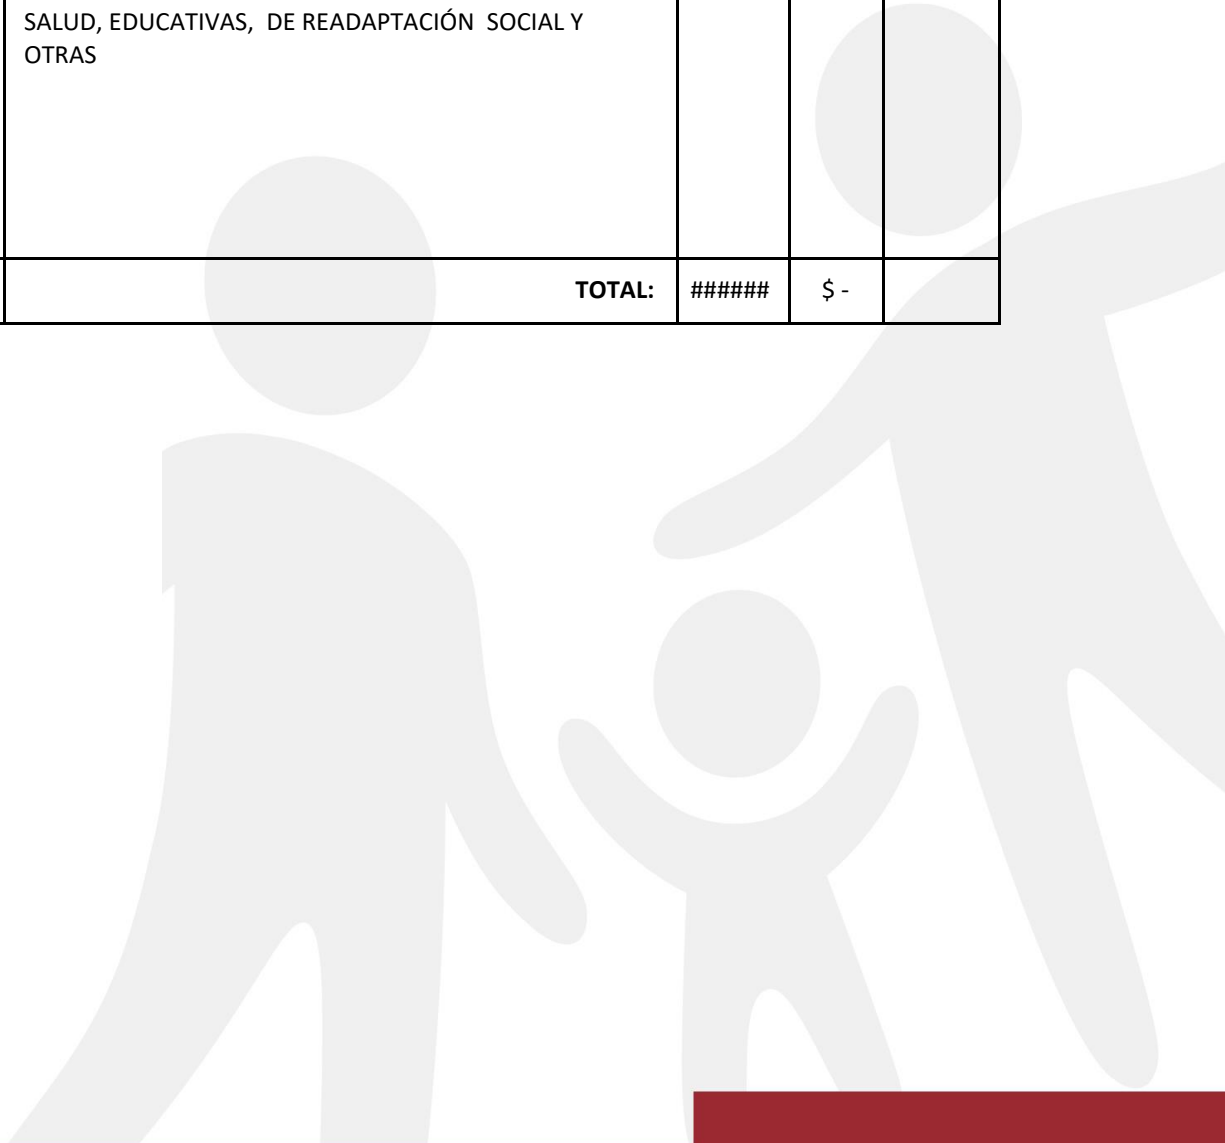 SALUD, EDUCATIVAS, DE READAPTACIÓN SOCIAL Y
OTRAS
TOTAL: ###### $ -